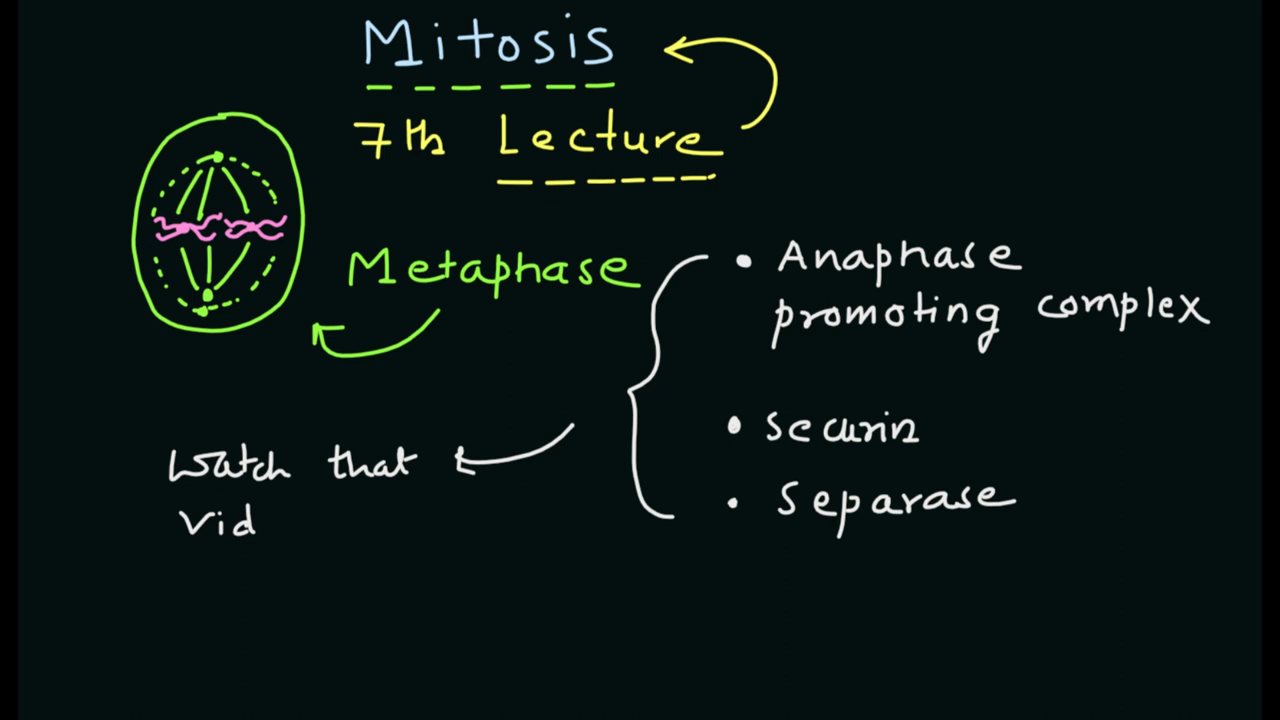 Mitosis
7th Lecture
Metaphase
• Anaphase
promoting complex
• securin
• Separase
watch that
vid